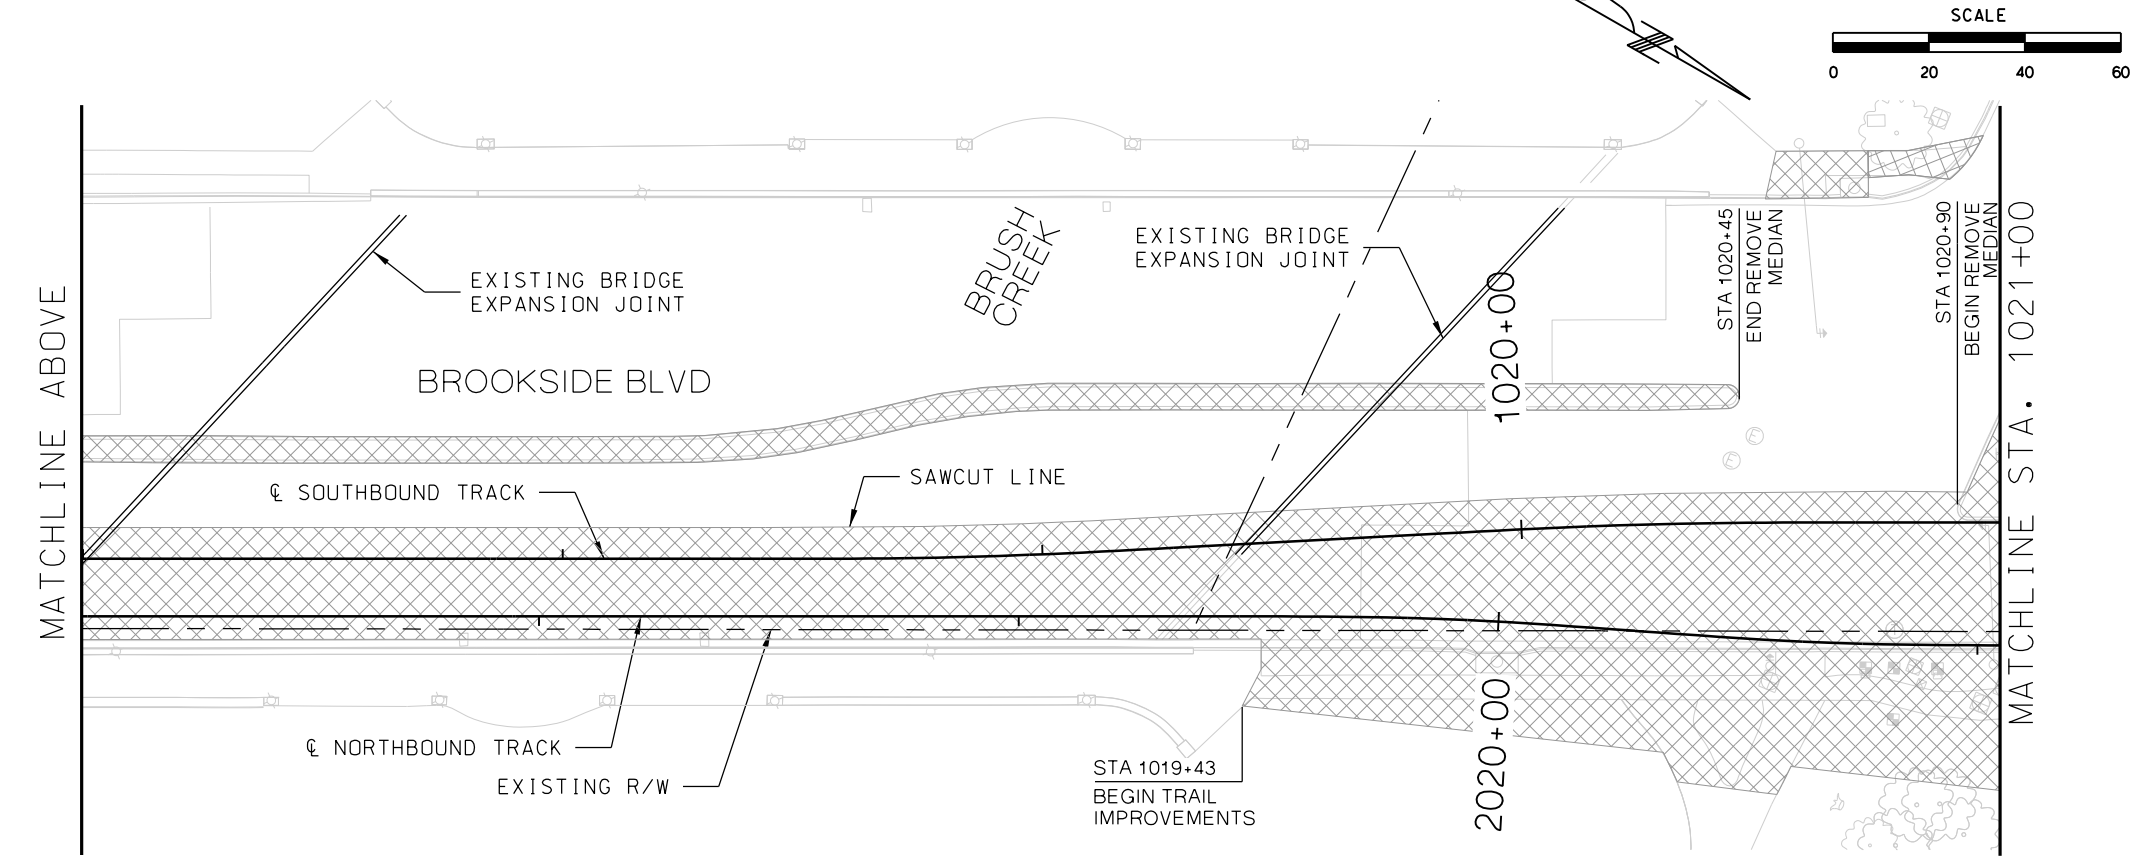 SCALE
0 20 40 60
EXISTING BRIDGE
EXPANSION JOINT
BRUSH
CREEK
EXISTING BRIDGE
EXPANSION JOINT
1020+00
STA 1020+45
END REMOVE
MEDIAN
STA 1020+90
BEGIN REMOVE
MEDIAN
MATCHLINE ABOVE
BROOKSIDE BLVD
℄ SOUTHBOUND TRACK
SAWCUT LINE
E
E
MATCHLINE STA. 1021+00
℄ NORTHBOUND TRACK
EXISTING R/W
STA 1019+43
BEGIN TRAIL
IMPROVEMENTS
2020+00